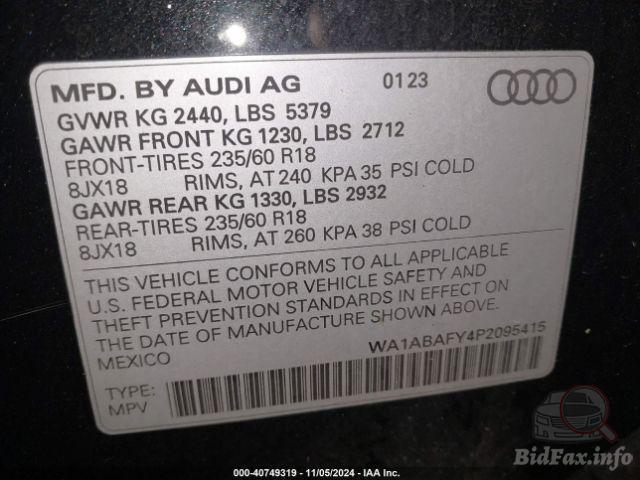 MFD. BY AUDI AG 0123
GVWR KG 2440, LBS 5379
GAWR FRONT KG 1230, LBS 2712
FRONT-TIRES 235/60 R18
8JX18 RIMS, AT 240 KPA 35 PSI COLD
GAWR REAR KG 1330, LBS 2932
REAR-TIRES 235/60 R18
8JX18 RIMS, AT 260 KPA 38 PSI COLD
THIS VEHICLE CONFORMS TO ALL APPLICABLE
U.S. FEDERAL MOTOR VEHICLE SAFETY AND
THEFT PREVENTION STANDARDS IN EFFECT ON
THE DATE OF MANUFACTURE SHOWN ABOVE.
MEXICO WA1ABAFY4P2095415
TYPE:
MPV
BidFax.info
000-40749319 - 11/05/2024 - IAA Inc.